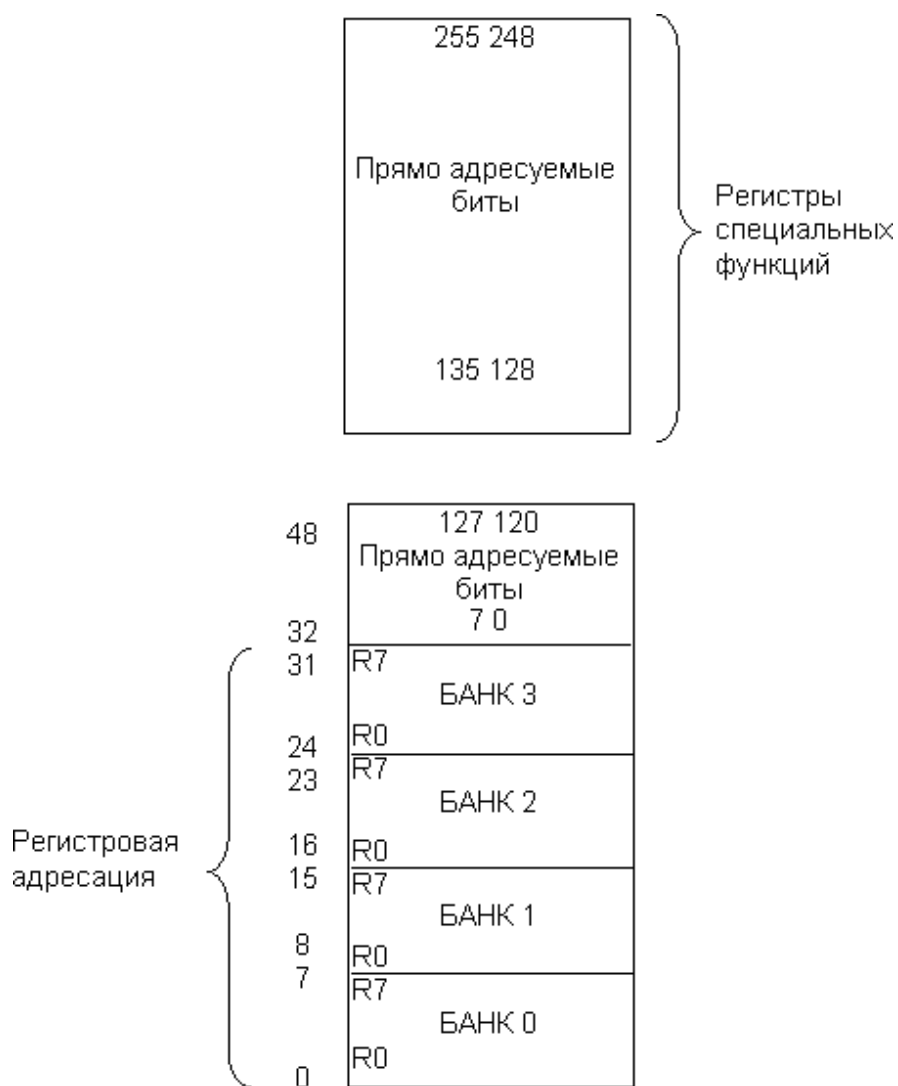 255 248
Прямо адресуемые
биты
135 128
Регистры
специальных
функций
48
127 120
Прямо адресуемые
биты
7 0
32
31
R7
БАНК 3
24
R0
23
R7
БАНК 2
16
R0
15
R7
БАНК 1
8
R0
7
R7
БАНК 0
0
R0
Регистровая
адресация